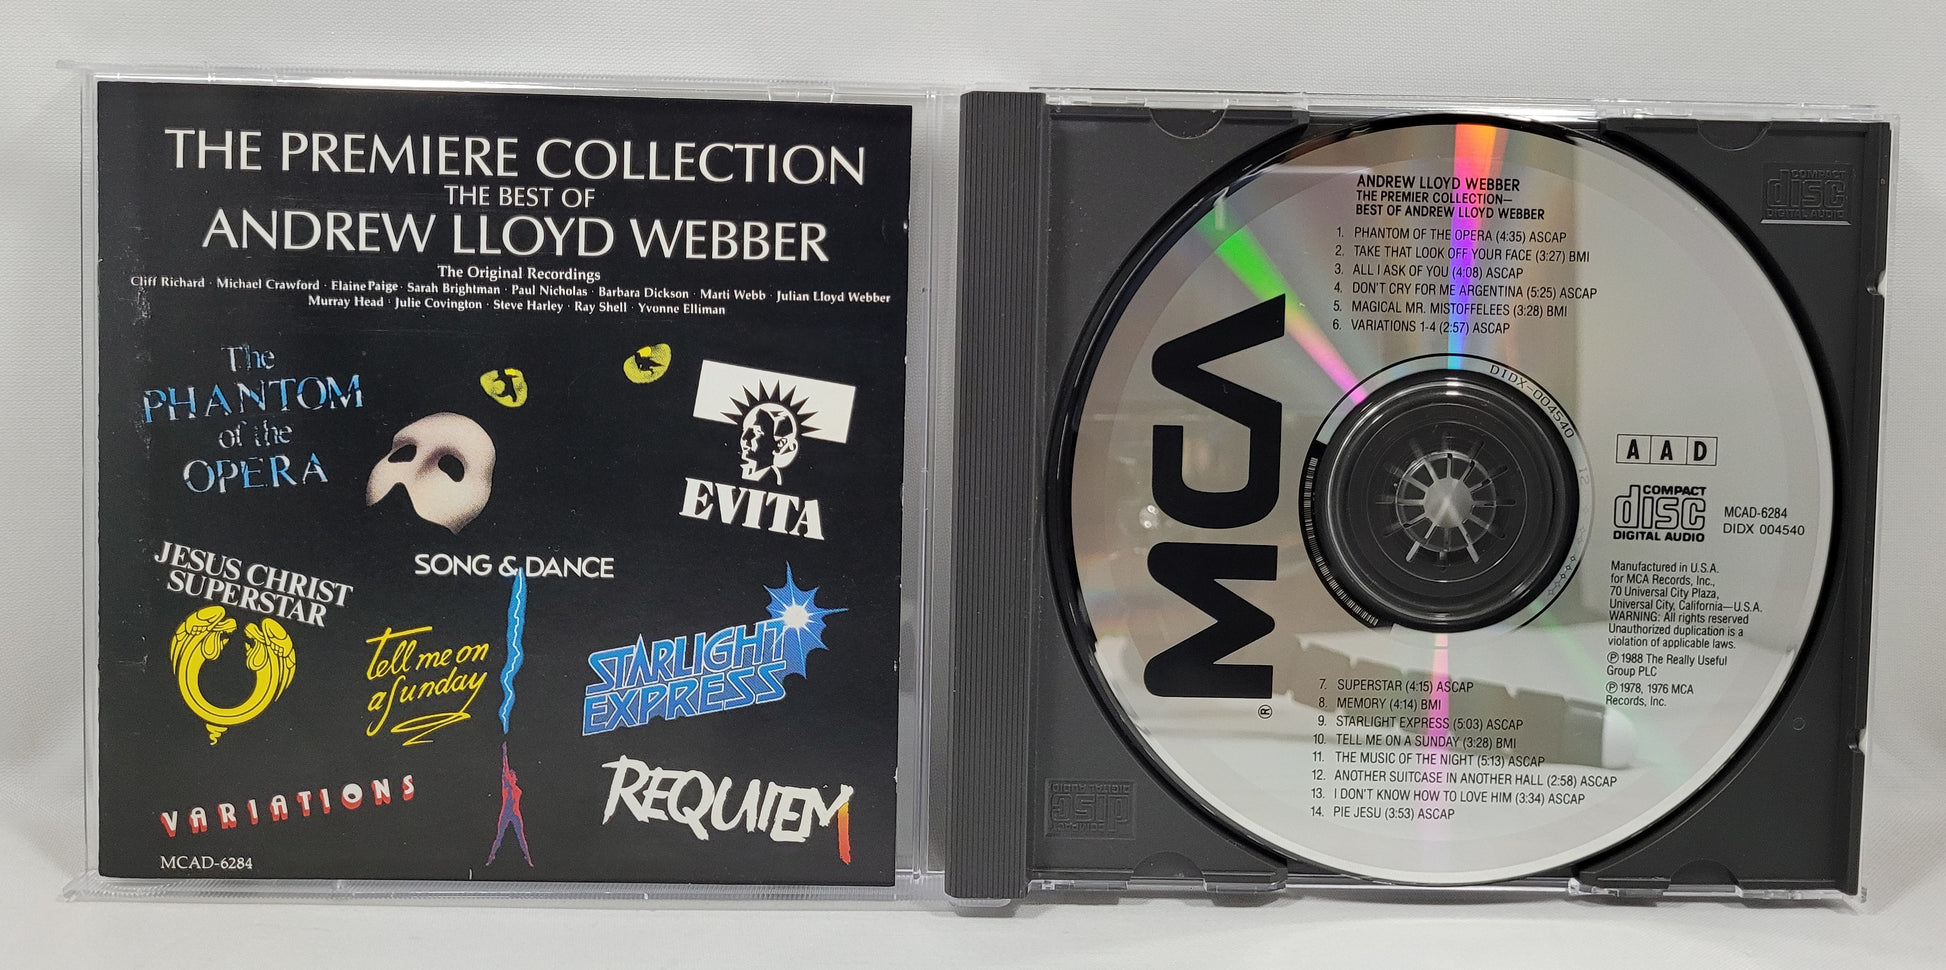 THE PREMIERE COLLECTION
THE BEST OF
ANDREW LLOYD WEBBER
The Original Recordings
Cliff Richard · Michael Crawford · Elaine Paige · Sarah Brightman · Paul Nicholas · Barbara Dickson · Marti Webb · Julian Lloyd Webber
Murray Head · Julie Covington · Steve Harley · Ray Shell · Yvonne Elliman
The
PHANTOM
of the
OPERA
EVITA
SONG & DANCE
JESUS CHRIST
SUPERSTAR
Tell me on
a Sunday
STARLIGHT
EXPRESS
VARIATIONS
REQUIEM
MCAD-6284
ANDREW LLOYD WEBBER
THE PREMIER COLLECTION—
BEST OF ANDREW LLOYD WEBBER
1. PHANTOM OF THE OPERA (4:35) ASCAP
2. TAKE THAT LOOK OFF YOUR FACE (3:27) BMI
3. ALL I ASK OF YOU (4:08) ASCAP
4. DON'T CRY FOR ME ARGENTINA (5:25) ASCAP
5. MAGICAL MR. MISTOFFELEES (3:28) BMI
6. VARIATIONS 1-4 (2:57) ASCAP
MCA
®
DIDX-004540
12
AAD
COMPACT
disc
DIGITAL AUDIO
MCAD-6284
DIDX 004540
Manufactured in U.S.A.
for MCA Records, Inc.,
70 Universal City Plaza,
Universal City, California—U.S.A.
WARNING: All rights reserved
Unauthorized duplication is a
violation of applicable laws.
℗ 1988 The Really Useful
Group PLC
℗ 1978, 1976 MCA
Records, Inc.
7. SUPERSTAR (4:15) ASCAP
8. MEMORY (4:14) BMI
9. STARLIGHT EXPRESS (5:03) ASCAP
10. TELL ME ON A SUNDAY (3:28) BMI
11. THE MUSIC OF THE NIGHT (5:13) ASCAP
12. ANOTHER SUITCASE IN ANOTHER HALL (2:58) ASCAP
13. I DON'T KNOW HOW TO LOVE HIM (3:34) ASCAP
14. PIE JESU (3:53) ASCAP
COMPACT
disc
DIGITAL AUDIO
COMPACT
disc
DIGITAL AUDIO